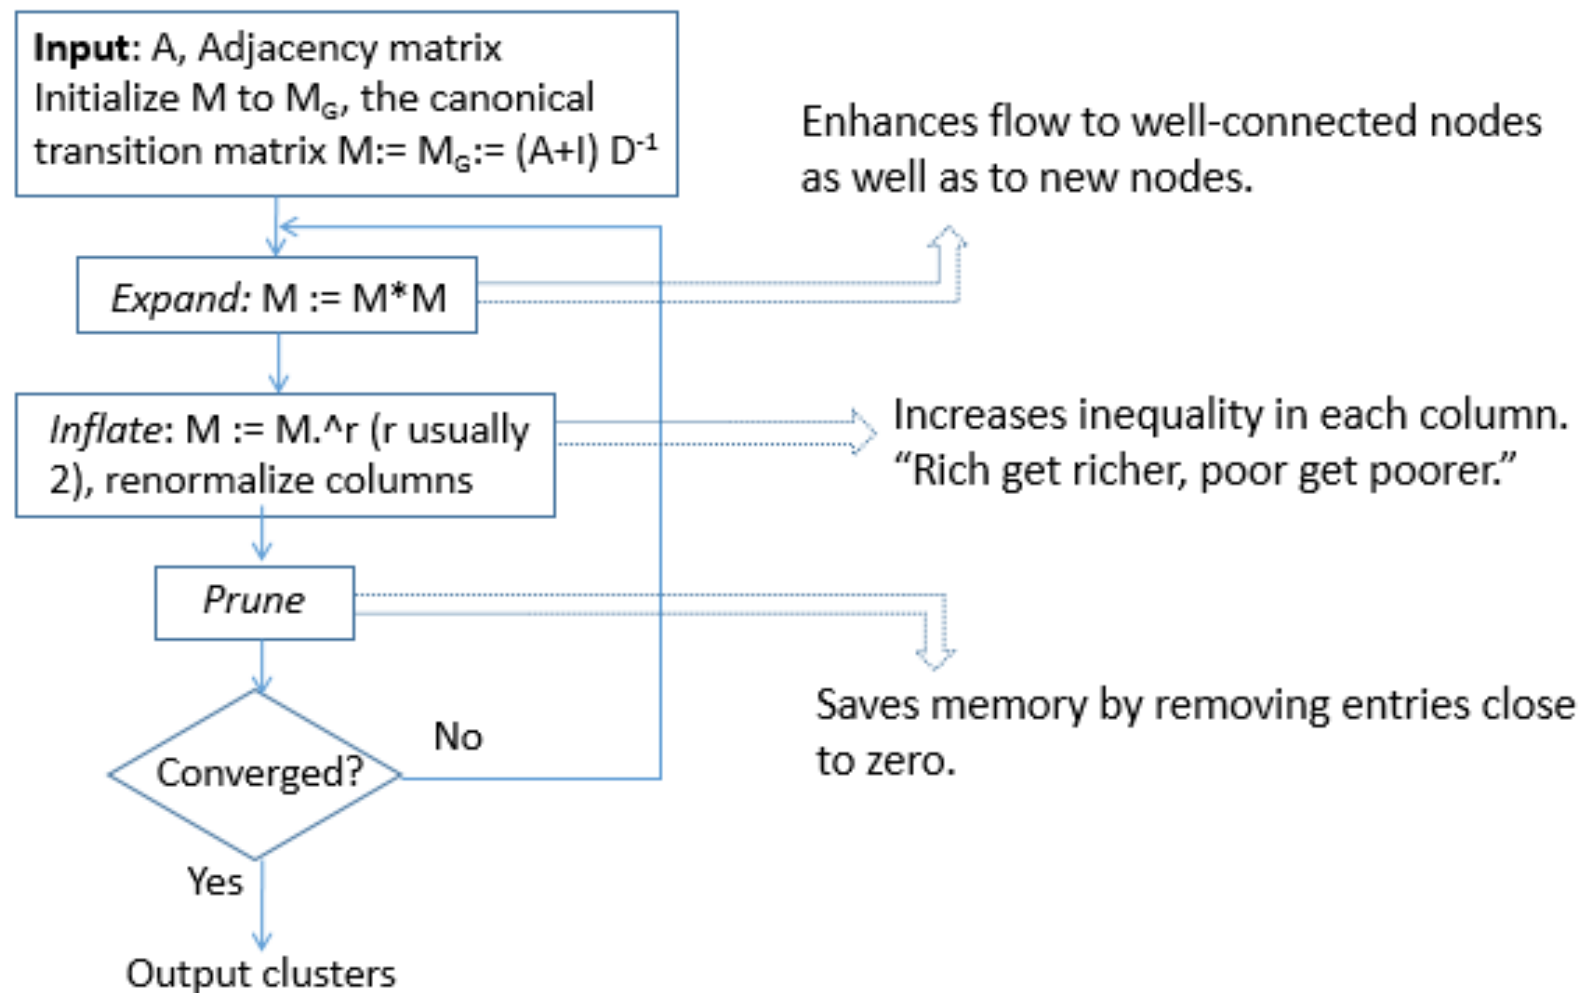 Input: A, Adjacency matrix
Initialize M to M_G, the canonical
transition matrix M:= M_G:= (A+I) D^-1
Enhances flow to well-connected nodes
as well as to new nodes.
Expand: M := M*M
Inflate: M := M.^r (r usually
2), renormalize columns
Increases inequality in each column.
“Rich get richer, poor get poorer.”
Prune
Saves memory by removing entries close
to zero.
No
Converged?
Yes
Output clusters